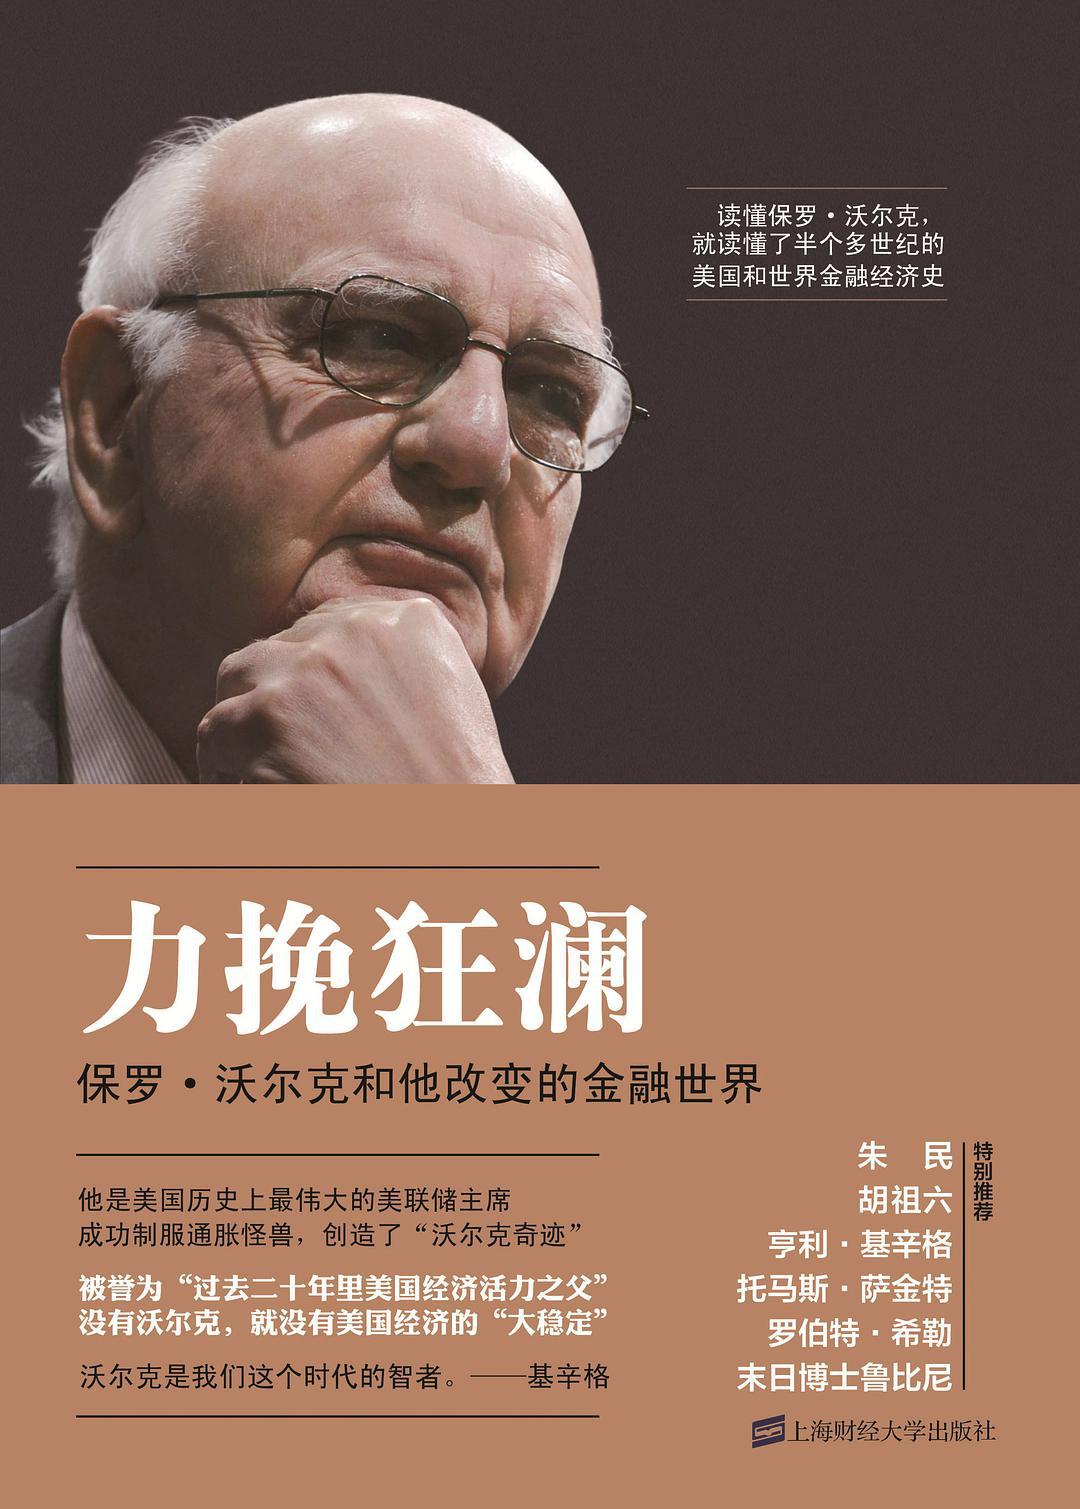 读懂保罗·沃尔克，
就读懂了半个多世纪的
美国和世界金融经济史
力挽狂澜
保罗·沃尔克和他改变的金融世界
他是美国历史上最伟大的美联储主席
成功制服通胀怪兽，创造了“沃尔克奇迹”
被誉为“过去二十年里美国经济活力之父”
没有沃尔克，就没有美国经济的“大稳定”
沃尔克是我们这个时代的智者。——基辛格
特别推荐
朱 民
胡祖六
亨利·基辛格
托马斯·萨金特
罗伯特·希勒
末日博士鲁比尼
上海财经大学出版社